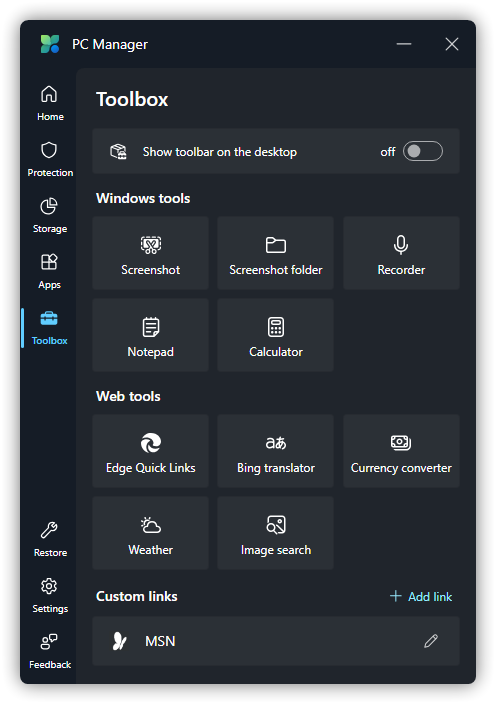 PC Manager
Home
Protection
Storage
Apps
Toolbox
Restore
Settings
Feedback
Toolbox
Show toolbar on the desktop off
Windows tools
Screenshot Screenshot folder Recorder
Notepad Calculator
Web tools
Edge Quick Links Bing translator Currency converter
Weather Image search
Custom links Add link
MSN